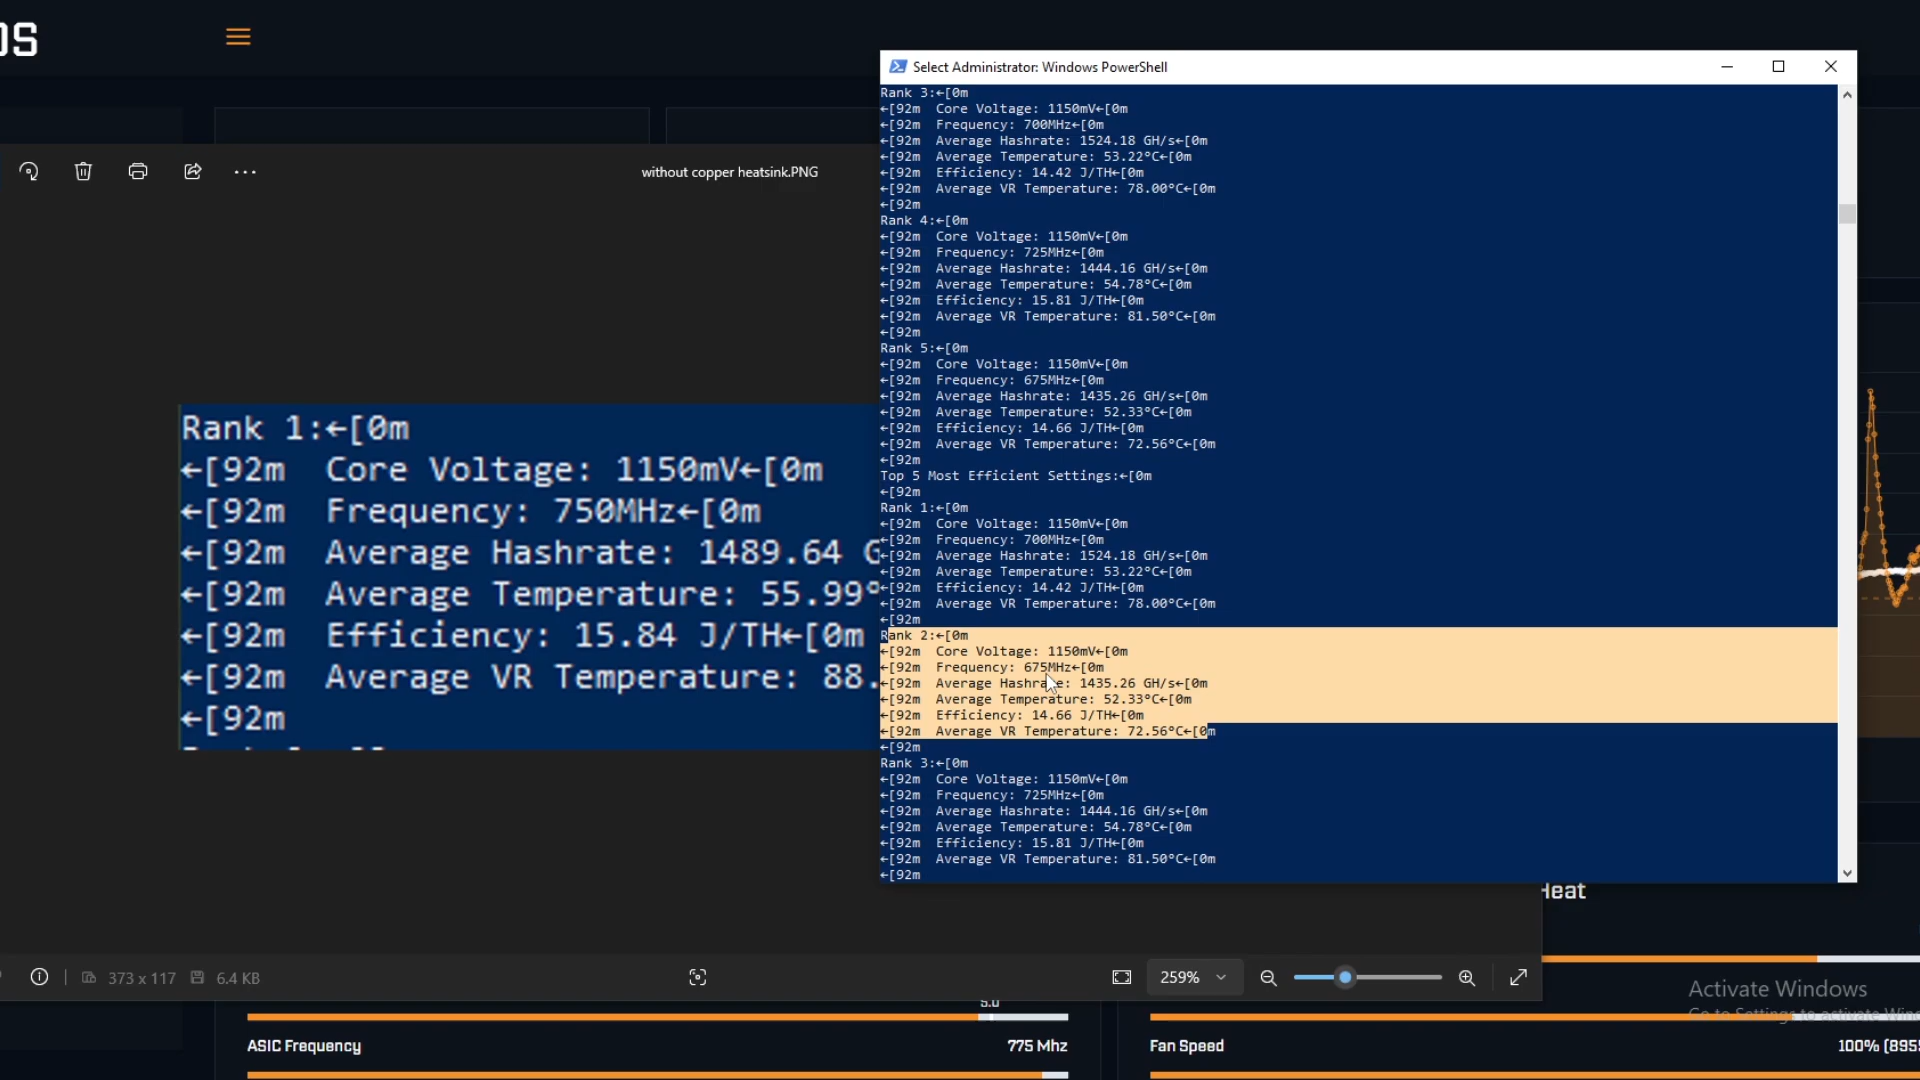 OS
Select Administrator: Windows PowerShell
without copper heatsink.PNG
Rank 1:←[0m
←[92m  Core Voltage: 1150mV←[0m
←[92m  Frequency: 750MHz←[0m
←[92m  Average Hashrate: 1489.64 G
←[92m  Average Temperature: 55.99°
←[92m  Efficiency: 15.84 J/TH←[0m
←[92m  Average VR Temperature: 88.
←[92m
Rank 3:←[0m
←[92m  Core Voltage: 1150mV←[0m
←[92m  Frequency: 700MHz←[0m
←[92m  Average Hashrate: 1524.18 GH/s←[0m
←[92m  Average Temperature: 53.22°C←[0m
←[92m  Efficiency: 14.42 J/TH←[0m
←[92m  Average VR Temperature: 78.00°C←[0m
←[92m
Rank 4:←[0m
←[92m  Core Voltage: 1150mV←[0m
←[92m  Frequency: 725MHz←[0m
←[92m  Average Hashrate: 1444.16 GH/s←[0m
←[92m  Average Temperature: 54.78°C←[0m
←[92m  Efficiency: 15.81 J/TH←[0m
←[92m  Average VR Temperature: 81.50°C←[0m
←[92m
Rank 5:←[0m
←[92m  Core Voltage: 1150mV←[0m
←[92m  Frequency: 675MHz←[0m
←[92m  Average Hashrate: 1435.26 GH/s←[0m
←[92m  Average Temperature: 52.33°C←[0m
←[92m  Efficiency: 14.66 J/TH←[0m
←[92m  Average VR Temperature: 72.56°C←[0m
←[92m
Top 5 Most Efficient Settings:←[0m
←[92m
Rank 1:←[0m
←[92m  Core Voltage: 1150mV←[0m
←[92m  Frequency: 700MHz←[0m
←[92m  Average Hashrate: 1524.18 GH/s←[0m
←[92m  Average Temperature: 53.22°C←[0m
←[92m  Efficiency: 14.42 J/TH←[0m
←[92m  Average VR Temperature: 78.00°C←[0m
←[92m
Rank 2:←[0m
←[92m  Core Voltage: 1150mV←[0m
←[92m  Frequency: 675MHz←[0m
←[92m  Average Hashrate: 1435.26 GH/s←[0m
←[92m  Average Temperature: 52.33°C←[0m
←[92m  Efficiency: 14.66 J/TH←[0m
←[92m  Average VR Temperature: 72.56°C←[0m
←[92m
Rank 3:←[0m
←[92m  Core Voltage: 1150mV←[0m
←[92m  Frequency: 725MHz←[0m
←[92m  Average Hashrate: 1444.16 GH/s←[0m
←[92m  Average Temperature: 54.78°C←[0m
←[92m  Efficiency: 15.81 J/TH←[0m
←[92m  Average VR Temperature: 81.50°C←[0m
←[92m
Heat
373 x 117 6.4 KB
259%
Activate Windows
Go to Settings to activate Wind
5.0
ASIC Frequency 775 Mhz
Fan Speed 100% (895